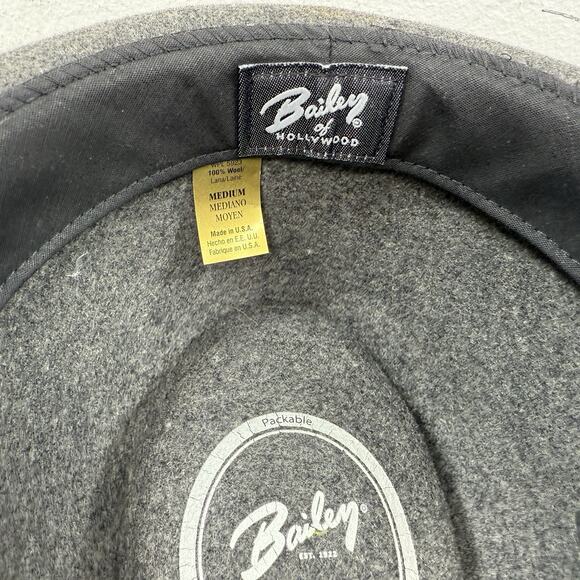 Bailey®
of
HOLLYWOOD
100% Wool/
Lana/Laine
MEDIUM
MEDIANO
MOYEN
Made in U.S.A.
Hecho en E.E. U.U.
Fabrique en U.S.A.
Packable
Bailey®
EST. 1922